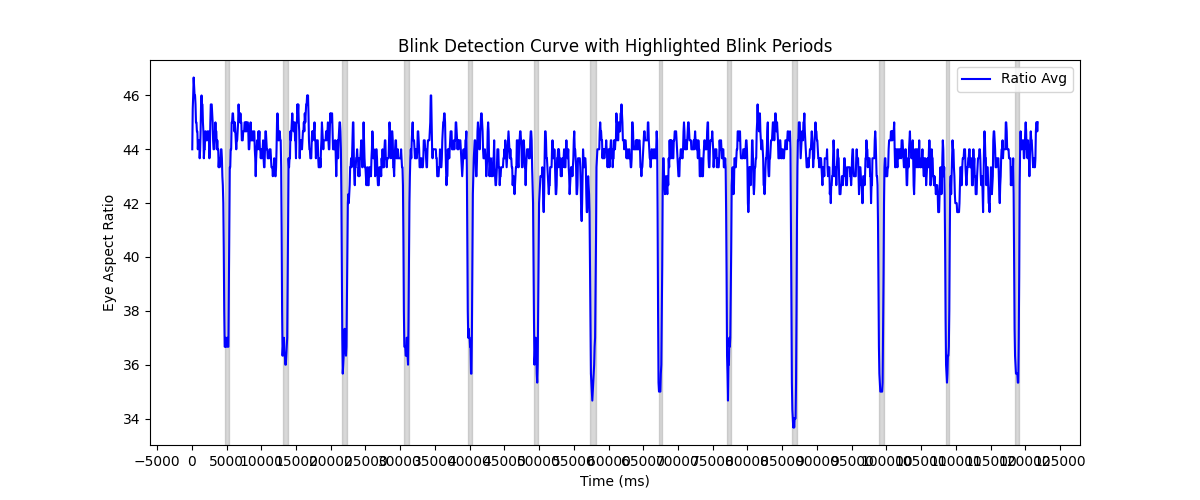 Blink Detection Curve with Highlighted Blink Periods
Ratio Avg
46
44
42
40
38
36
34
Eye Aspect Ratio
−5000 0 5000 10000 15000 20000 25000 30000 35000 40000 45000 50000 55000 60000 65000 70000 75000 80000 85000 90000 95000 100000 105000 110000 115000 120000 125000
Time (ms)